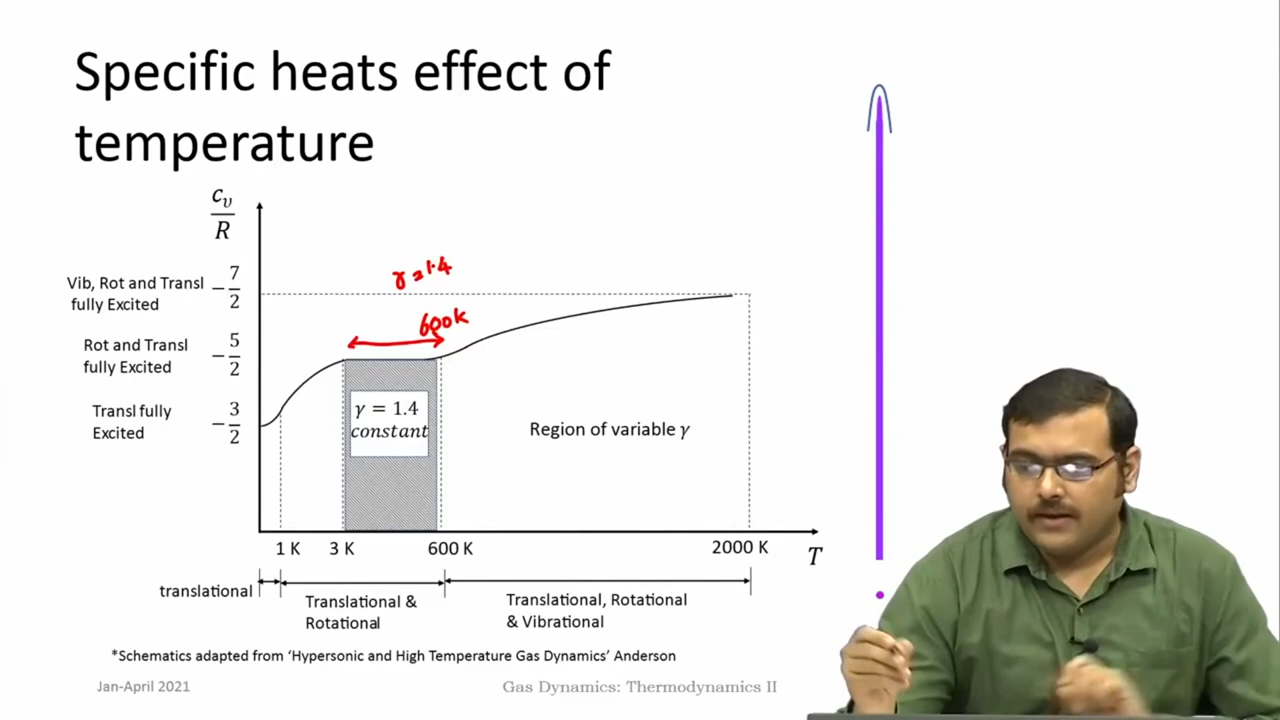 Specific heats effect of
temperature
c_v/R
Vib, Rot and Transl
fully Excited
7/2
γ=1.4
600k
Rot and Transl
fully Excited
5/2
Transl fully
Excited
3/2
γ = 1.4
constant
Region of variable γ
1 K 3 K 600 K 2000 K T
translational
Translational &
Rotational
Translational, Rotational
& Vibrational
*Schematics adapted from ‘Hypersonic and High Temperature Gas Dynamics’ Anderson
Jan-April 2021 Gas Dynamics: Thermodynamics II